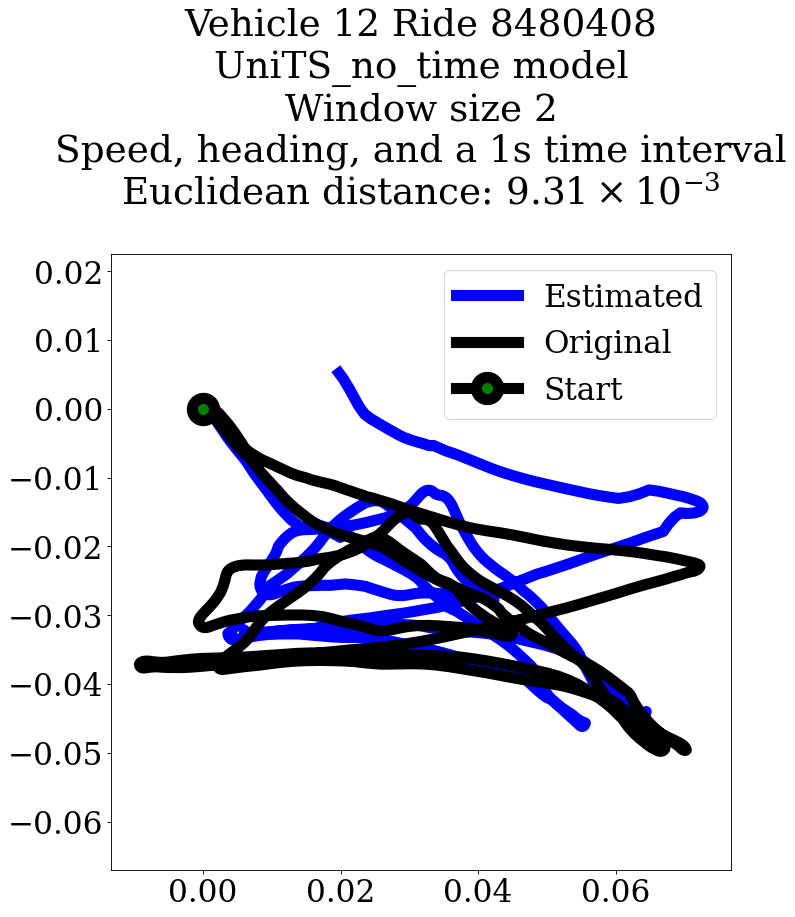 Vehicle 12 Ride 8480408
UniTS_no_time model
Window size 2
Speed, heading, and a 1s time interval
Euclidean distance: 9.31 × 10⁻³
Estimated
Original
Start
0.02
0.01
0.00
−0.01
−0.02
−0.03
−0.04
−0.05
−0.06
0.00 0.02 0.04 0.06